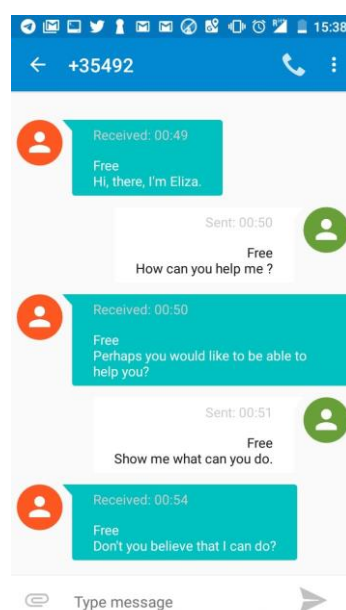 15:38
+35492
Received: 00:49
Free
Hi, there, I'm Eliza.
Sent: 00:50
Free
How can you help me ?
Received: 00:50
Free
Perhaps you would like to be able to
help you?
Sent: 00:51
Free
Show me what can you do.
Received: 00:54
Free
Don't you believe that I can do?
Type message